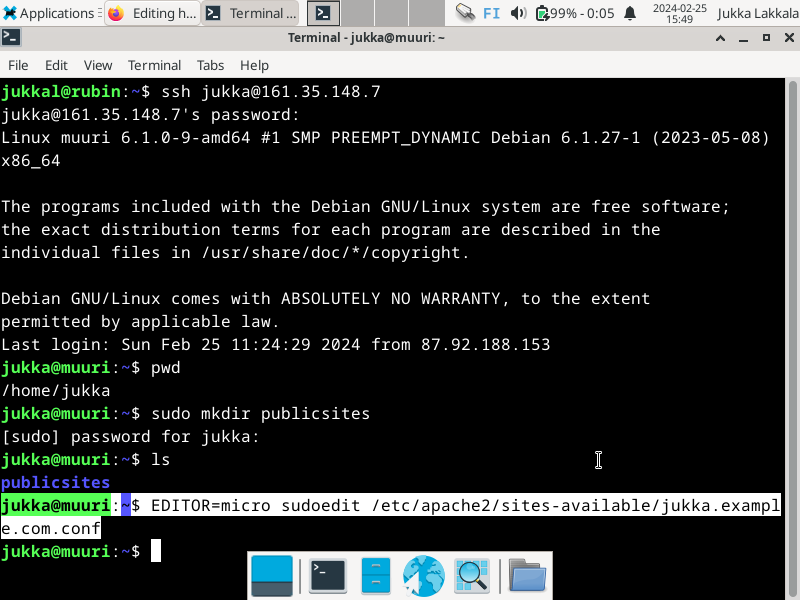 Applications
Editing h...
Terminal ...
FI
99% - 0:05
2024-02-25
15:49
Jukka Lakkala
Terminal - jukka@muuri: ~
File Edit View Terminal Tabs Help
jukkal@rubin:~$ ssh jukka@161.35.148.7
jukka@161.35.148.7's password:
Linux muuri 6.1.0-9-amd64 #1 SMP PREEMPT_DYNAMIC Debian 6.1.27-1 (2023-05-08)
x86_64
The programs included with the Debian GNU/Linux system are free software;
the exact distribution terms for each program are described in the
individual files in /usr/share/doc/*/copyright.
Debian GNU/Linux comes with ABSOLUTELY NO WARRANTY, to the extent
permitted by applicable law.
Last login: Sun Feb 25 11:24:29 2024 from 87.92.188.153
jukka@muuri:~$ pwd
/home/jukka
jukka@muuri:~$ sudo mkdir publicsites
[sudo] password for jukka:
jukka@muuri:~$ ls
publicsites
jukka@muuri:~$ EDITOR=micro sudoedit /etc/apache2/sites-available/jukka.exampl
e.com.conf
jukka@muuri:~$